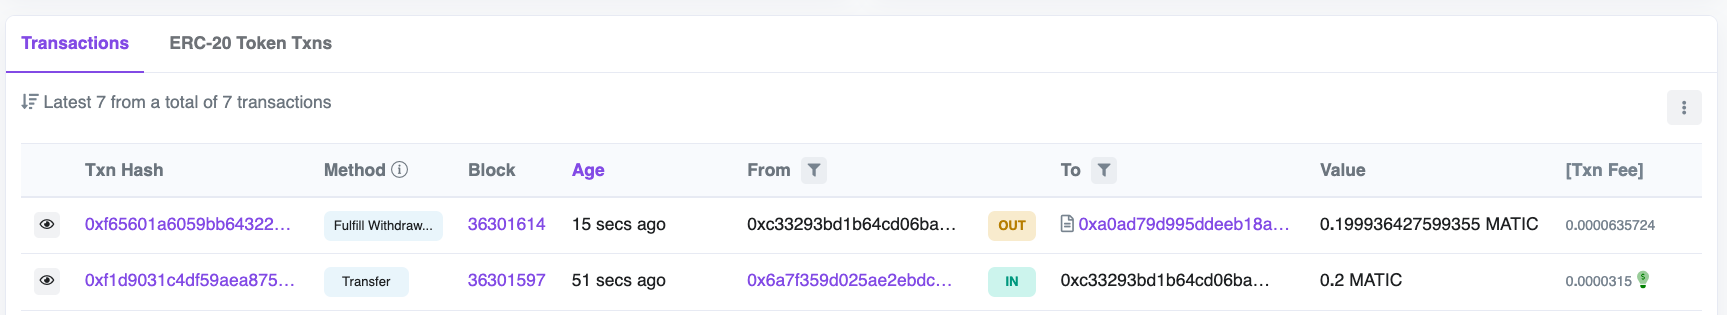 Transactions ERC-20 Token Txns
Latest 7 from a total of 7 transactions
Txn Hash Method Block Age From To Value [Txn Fee]
0xf65601a6059bb64322... Fulfill Withdraw... 36301614 15 secs ago 0xc33293bd1b64cd06ba... OUT 0xa0ad79d995ddeeb18a... 0.199936427599355 MATIC 0.0000635724
0xf1d9031c4df59aea875... Transfer 36301597 51 secs ago 0x6a7f359d025ae2ebdc... IN 0xc33293bd1b64cd06ba... 0.2 MATIC 0.0000315